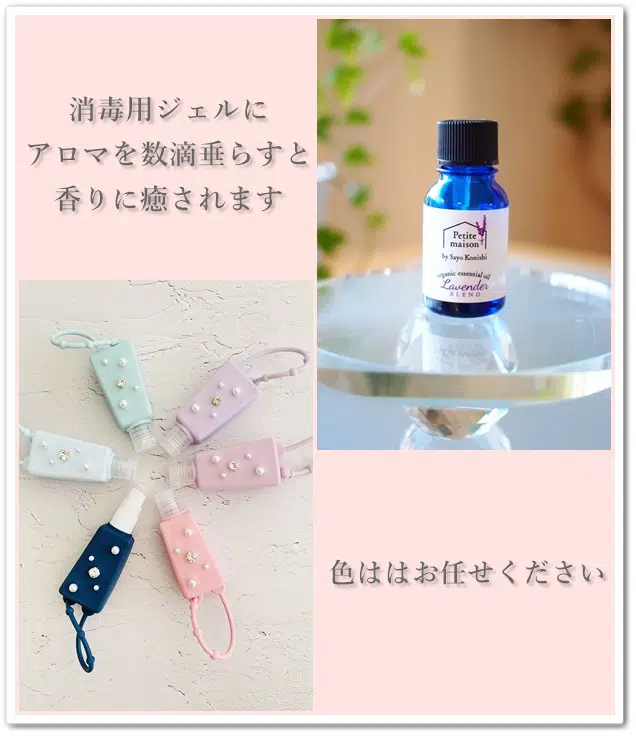 消毒用ジェルに
アロマを数滴垂らすと
香りに癒されます
Petite
maison
by Sayo Konishi
organic essential oil
Lavender
BLEND
色ははお任せください